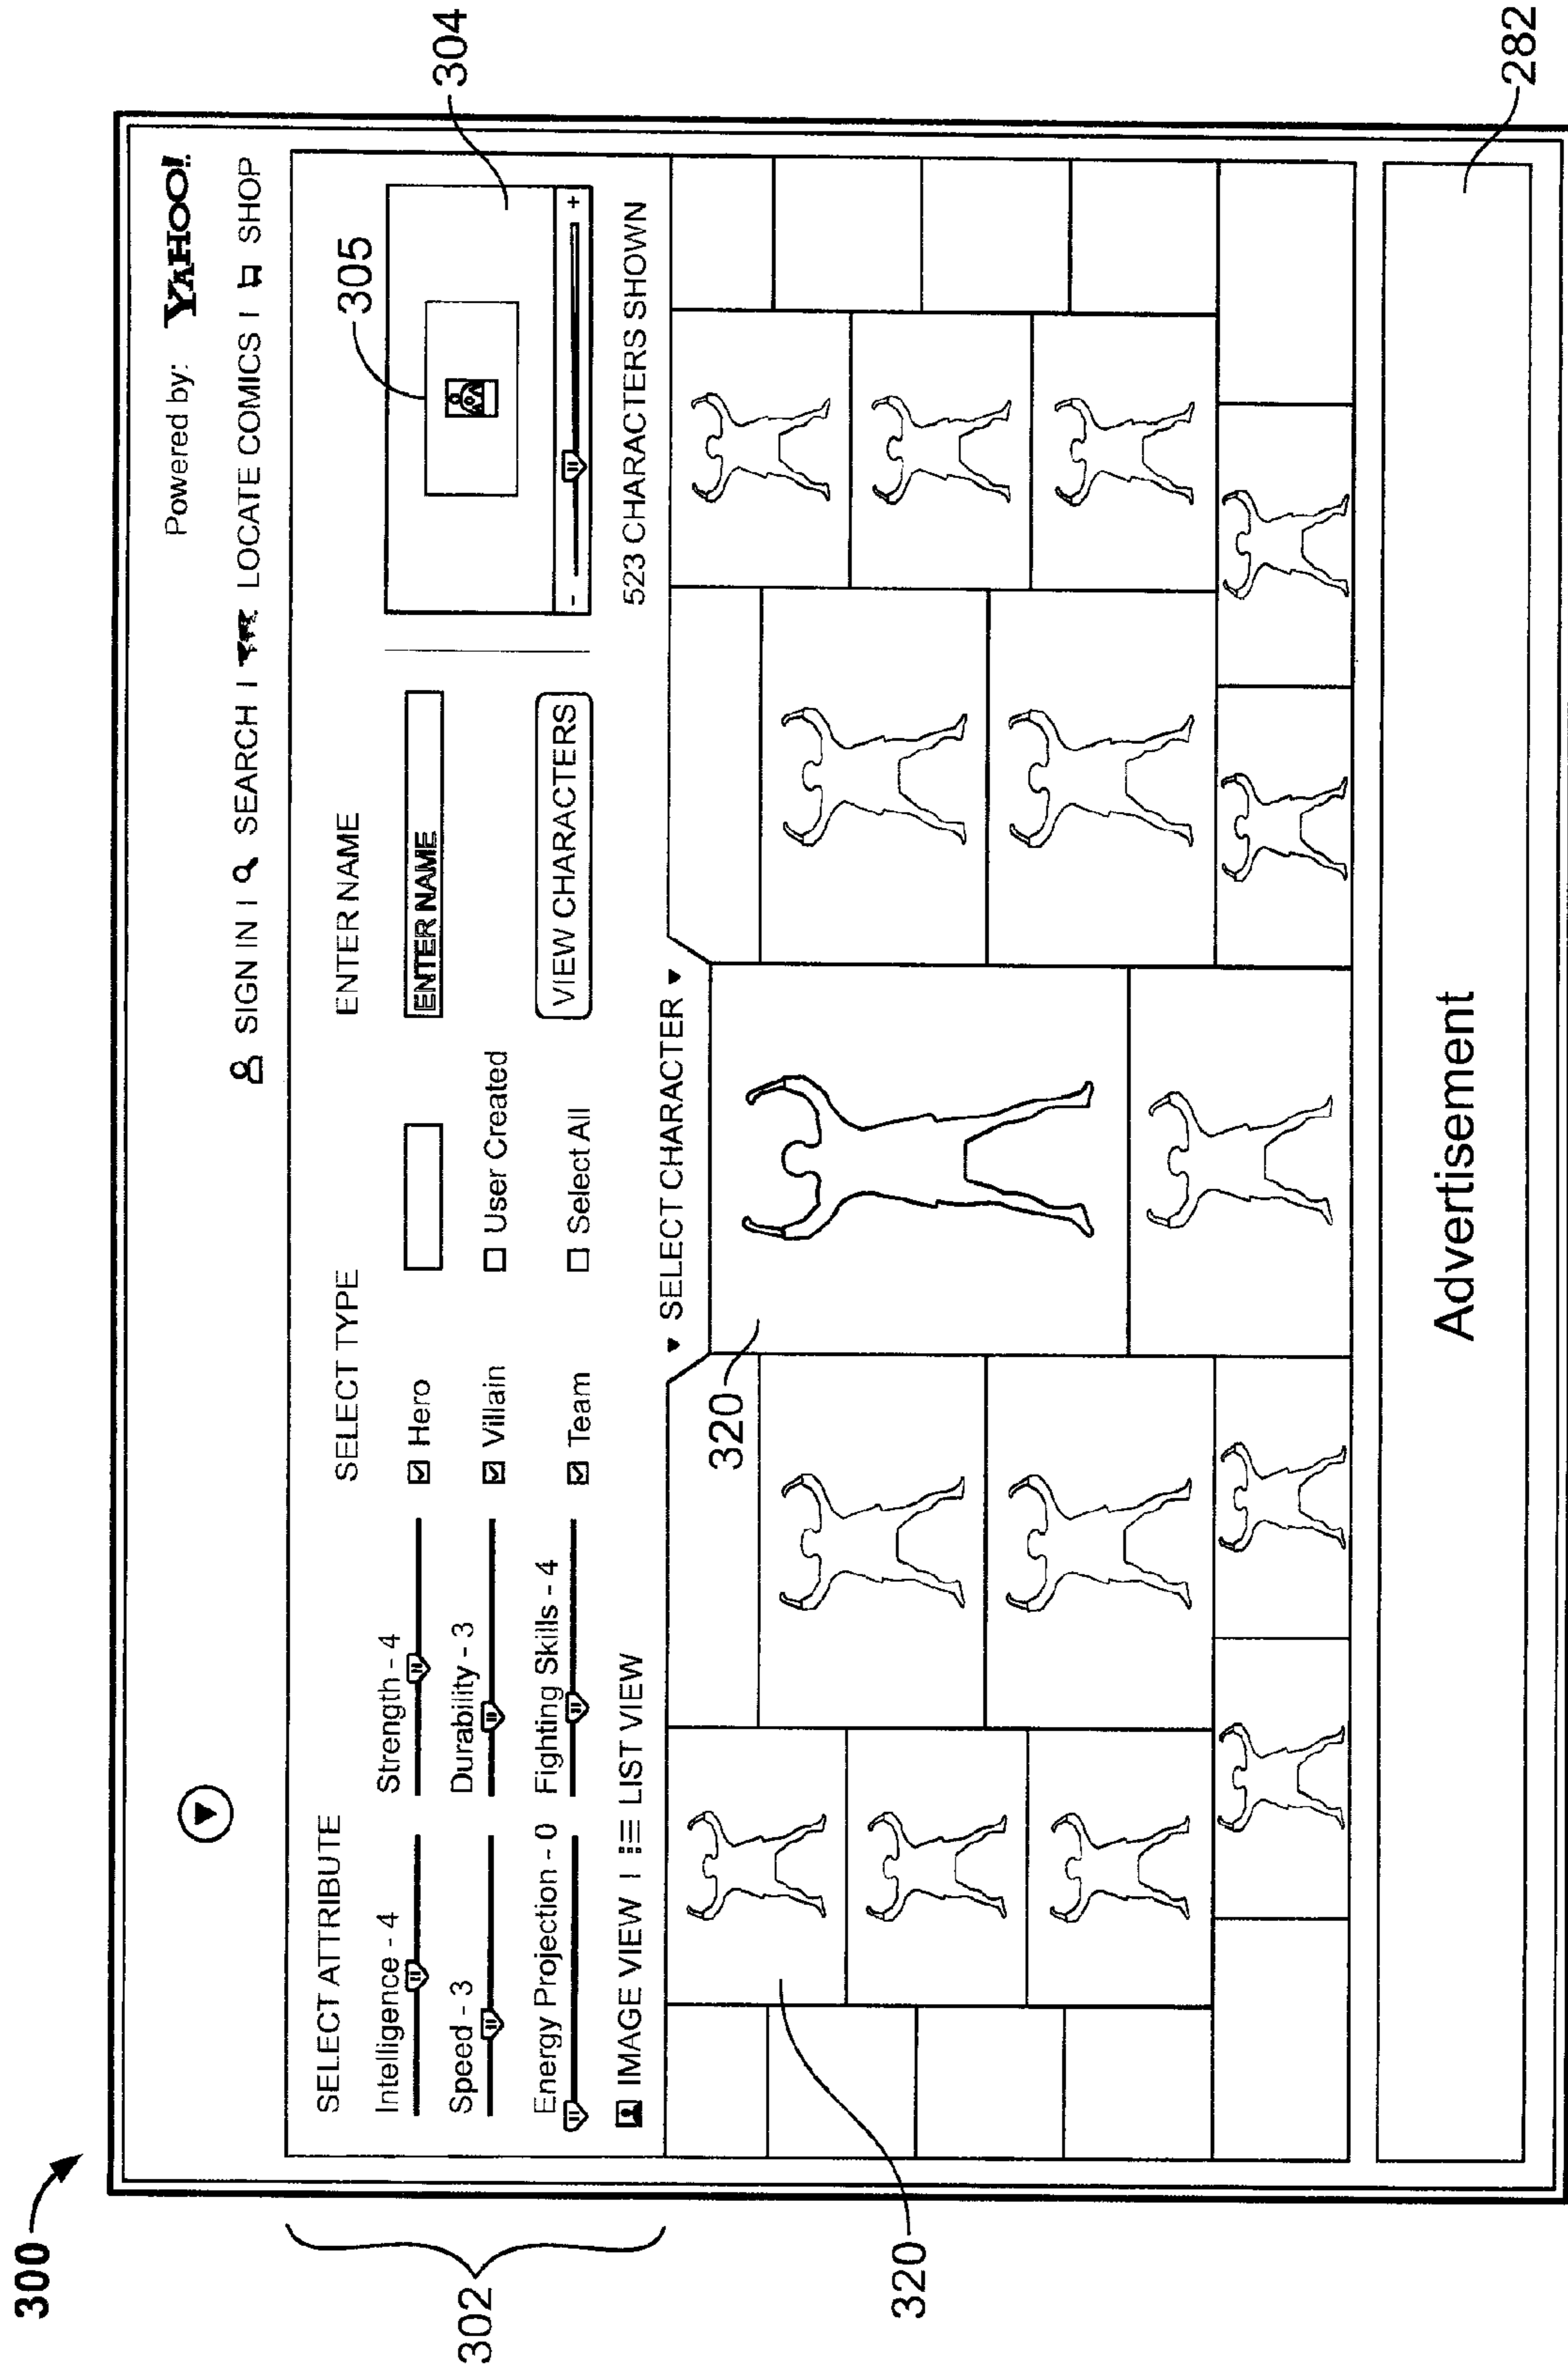 300
Powered by: YAHOO!
SIGN IN | SEARCH | LOCATE COMICS | SHOP
302
SELECT ATTRIBUTE
SELECT TYPE
ENTER NAME
305
304
Intelligence - 4
Strength - 4
Hero
ENTER NAME
Speed - 3
Durability - 3
Villain
User Created
Energy Projection - 0
Fighting Skills - 4
Team
Select All
VIEW CHARACTERS
- +
IMAGE VIEW | LIST VIEW
▼ SELECT CHARACTER ▼
523 CHARACTERS SHOWN
320
320
Advertisement
282